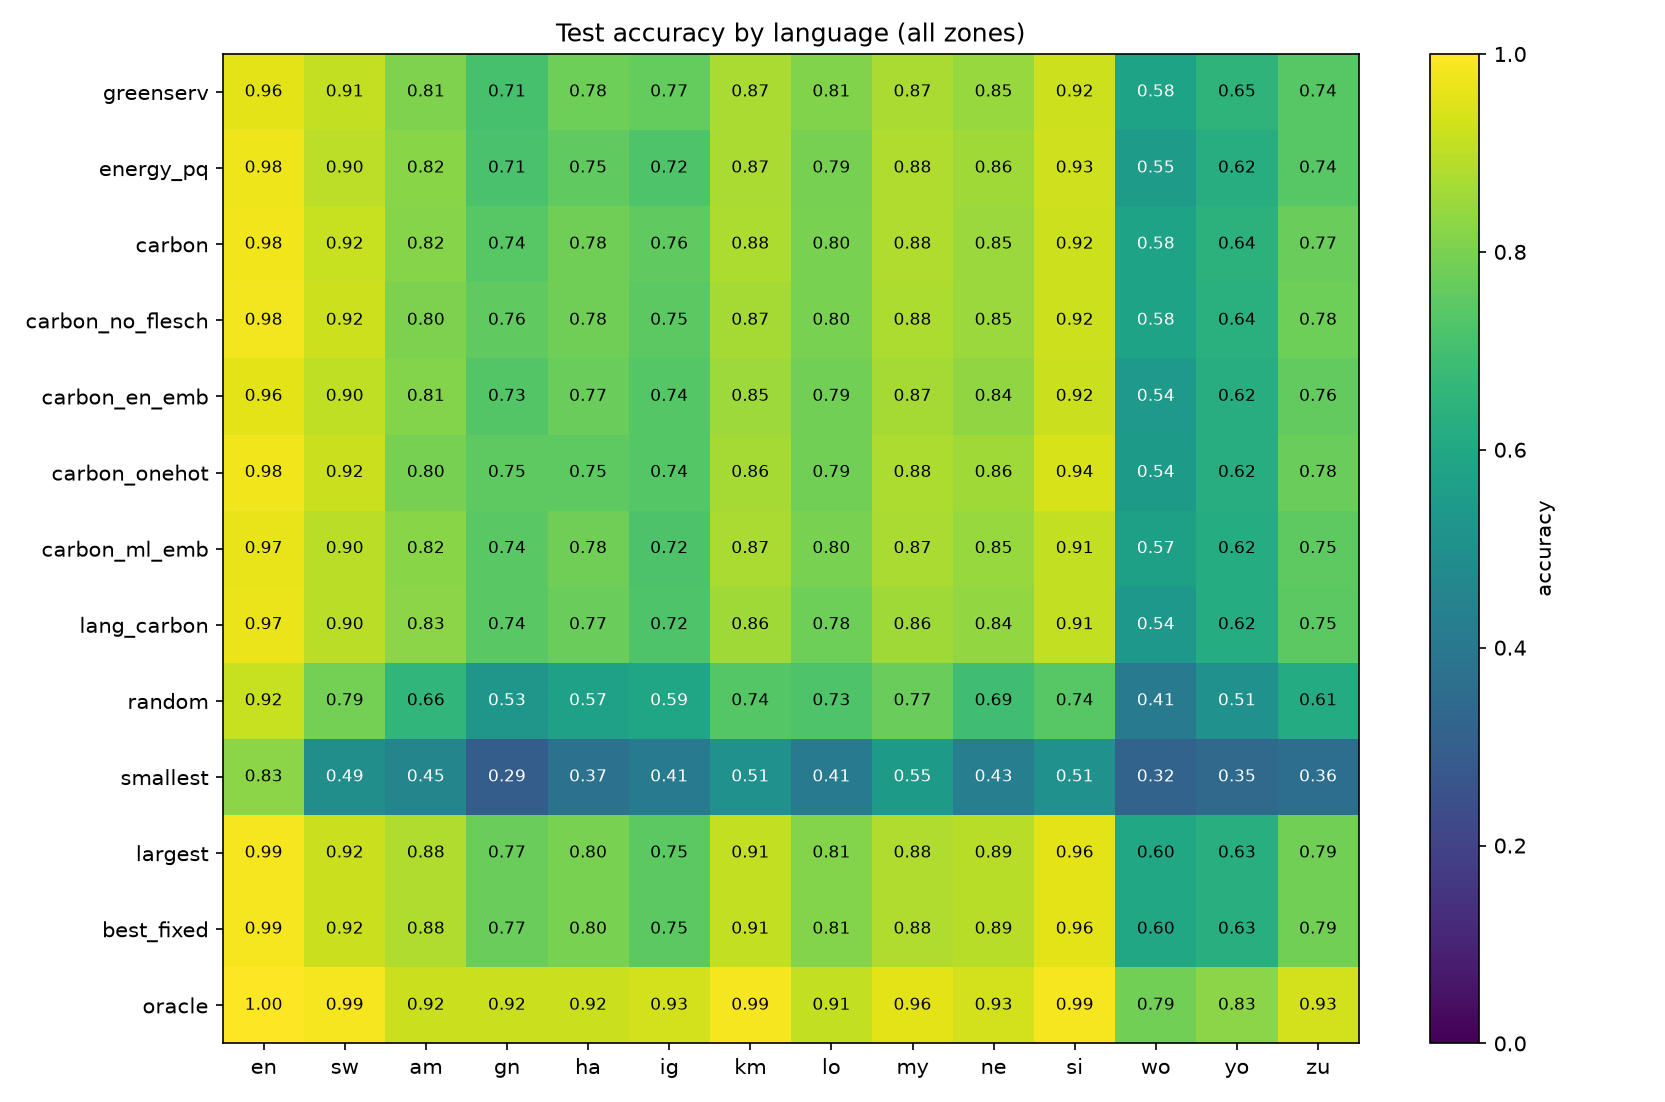 Test accuracy by language (all zones)
greenserv 0.96 0.91 0.81 0.71 0.78 0.77 0.87 0.81 0.87 0.85 0.92 0.58 0.65 0.74
energy_pq 0.98 0.90 0.82 0.71 0.75 0.72 0.87 0.79 0.88 0.86 0.93 0.55 0.62 0.74
carbon 0.98 0.92 0.82 0.74 0.78 0.76 0.88 0.80 0.88 0.85 0.92 0.58 0.64 0.77
carbon_no_flesch 0.98 0.92 0.80 0.76 0.78 0.75 0.87 0.80 0.88 0.85 0.92 0.58 0.64 0.78
carbon_en_emb 0.96 0.90 0.81 0.73 0.77 0.74 0.85 0.79 0.87 0.84 0.92 0.54 0.62 0.76
carbon_onehot 0.98 0.92 0.80 0.75 0.75 0.74 0.86 0.79 0.88 0.86 0.94 0.54 0.62 0.78
carbon_ml_emb 0.97 0.90 0.82 0.74 0.78 0.72 0.87 0.80 0.87 0.85 0.91 0.57 0.62 0.75
lang_carbon 0.97 0.90 0.83 0.74 0.77 0.72 0.86 0.78 0.86 0.84 0.91 0.54 0.62 0.75
random 0.92 0.79 0.66 0.53 0.57 0.59 0.74 0.73 0.77 0.69 0.74 0.41 0.51 0.61
smallest 0.83 0.49 0.45 0.29 0.37 0.41 0.51 0.41 0.55 0.43 0.51 0.32 0.35 0.36
largest 0.99 0.92 0.88 0.77 0.80 0.75 0.91 0.81 0.88 0.89 0.96 0.60 0.63 0.79
best_fixed 0.99 0.92 0.88 0.77 0.80 0.75 0.91 0.81 0.88 0.89 0.96 0.60 0.63 0.79
oracle 1.00 0.99 0.92 0.92 0.92 0.93 0.99 0.91 0.96 0.93 0.99 0.79 0.83 0.93
en sw am gn ha ig km lo my ne si wo yo zu
1.0
0.8
0.6
0.4
0.2
0.0
accuracy